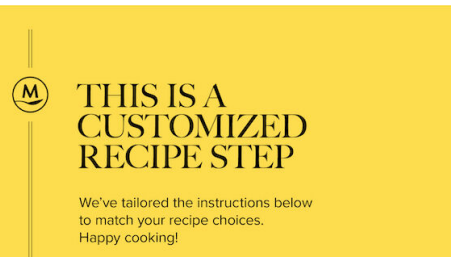 M
THIS IS A
CUSTOMIZED
RECIPE STEP
We've tailored the instructions below
to match your recipe choices.
Happy cooking!